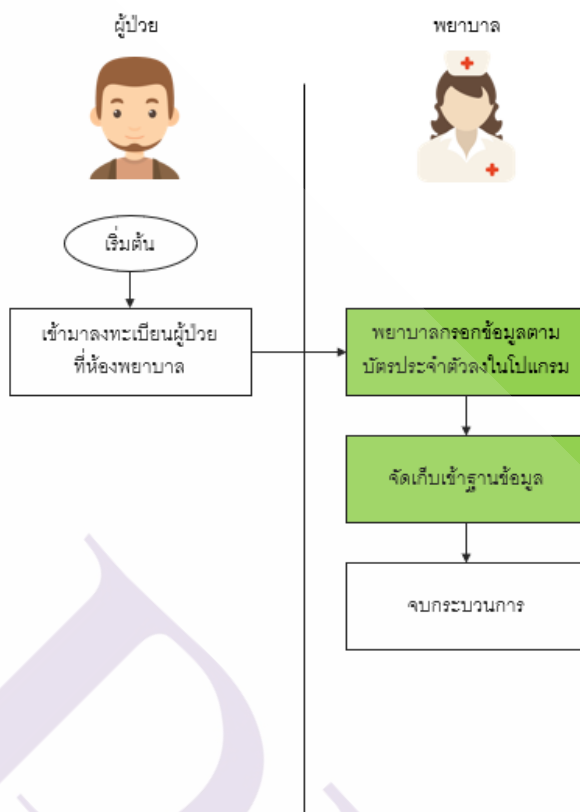 ผู้ป่วย
พยาบาล
เริ่มต้น
เข้ามาลงทะเบียนผู้ป่วย
ที่ห้องพยาบาล
พยาบาลกรอกข้อมูลตาม
บัตรประจำตัวลงในโปรแกรม
จัดเก็บเข้าฐานข้อมูล
จบกระบวนการ